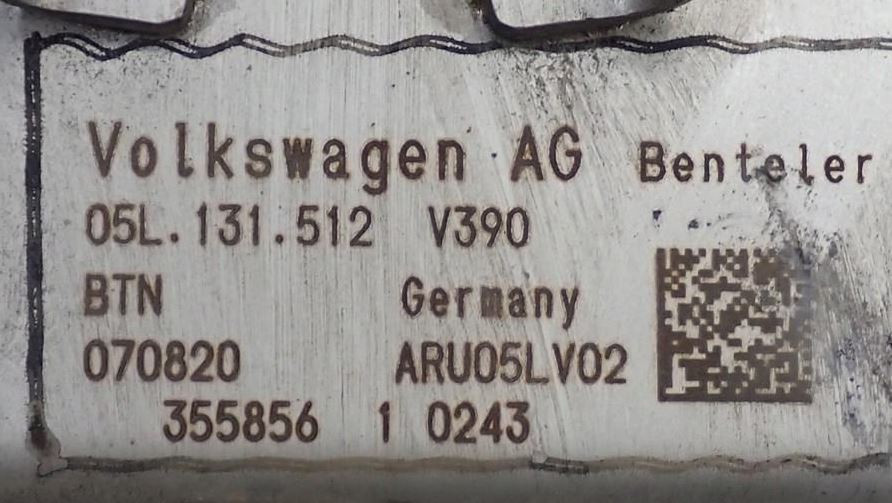 Volkswagen AG Benteler
05L.131.512 V390
BTN Germany
070820 ARU05LV02
355856 1 0243